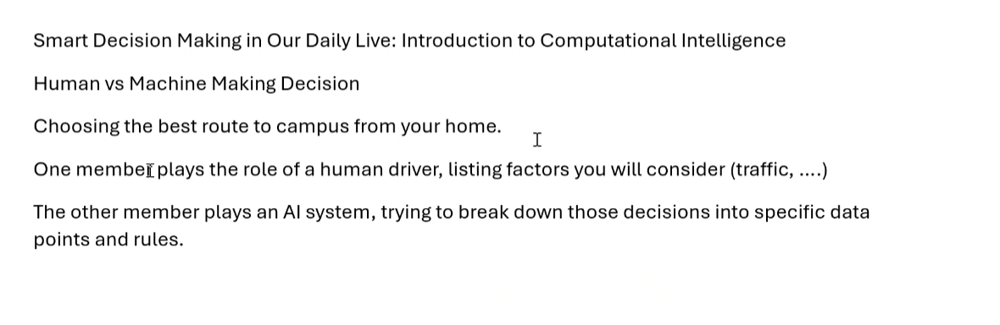 Smart Decision Making in Our Daily Live: Introduction to Computational Intelligence
Human vs Machine Making Decision
Choosing the best route to campus from your home.
One member plays the role of a human driver, listing factors you will consider (traffic, ....)
The other member plays an AI system, trying to break down those decisions into specific data
points and rules.